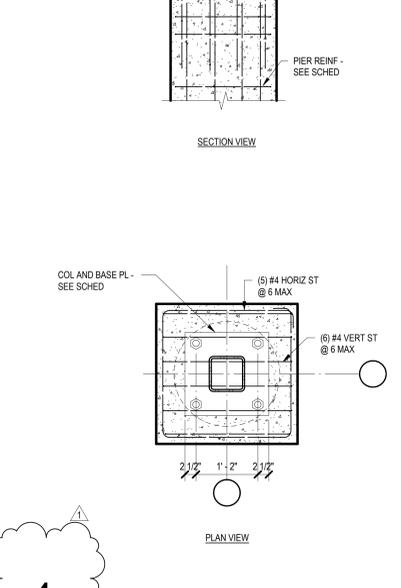 PIER REINF -
SEE SCHED
SECTION VIEW
COL AND BASE PL -
SEE SCHED
(5) #4 HORIZ ST
@ 6 MAX
(6) #4 VERT ST
@ 6 MAX
2 1/2"
1' - 2"
2 1/2"
PLAN VIEW
1